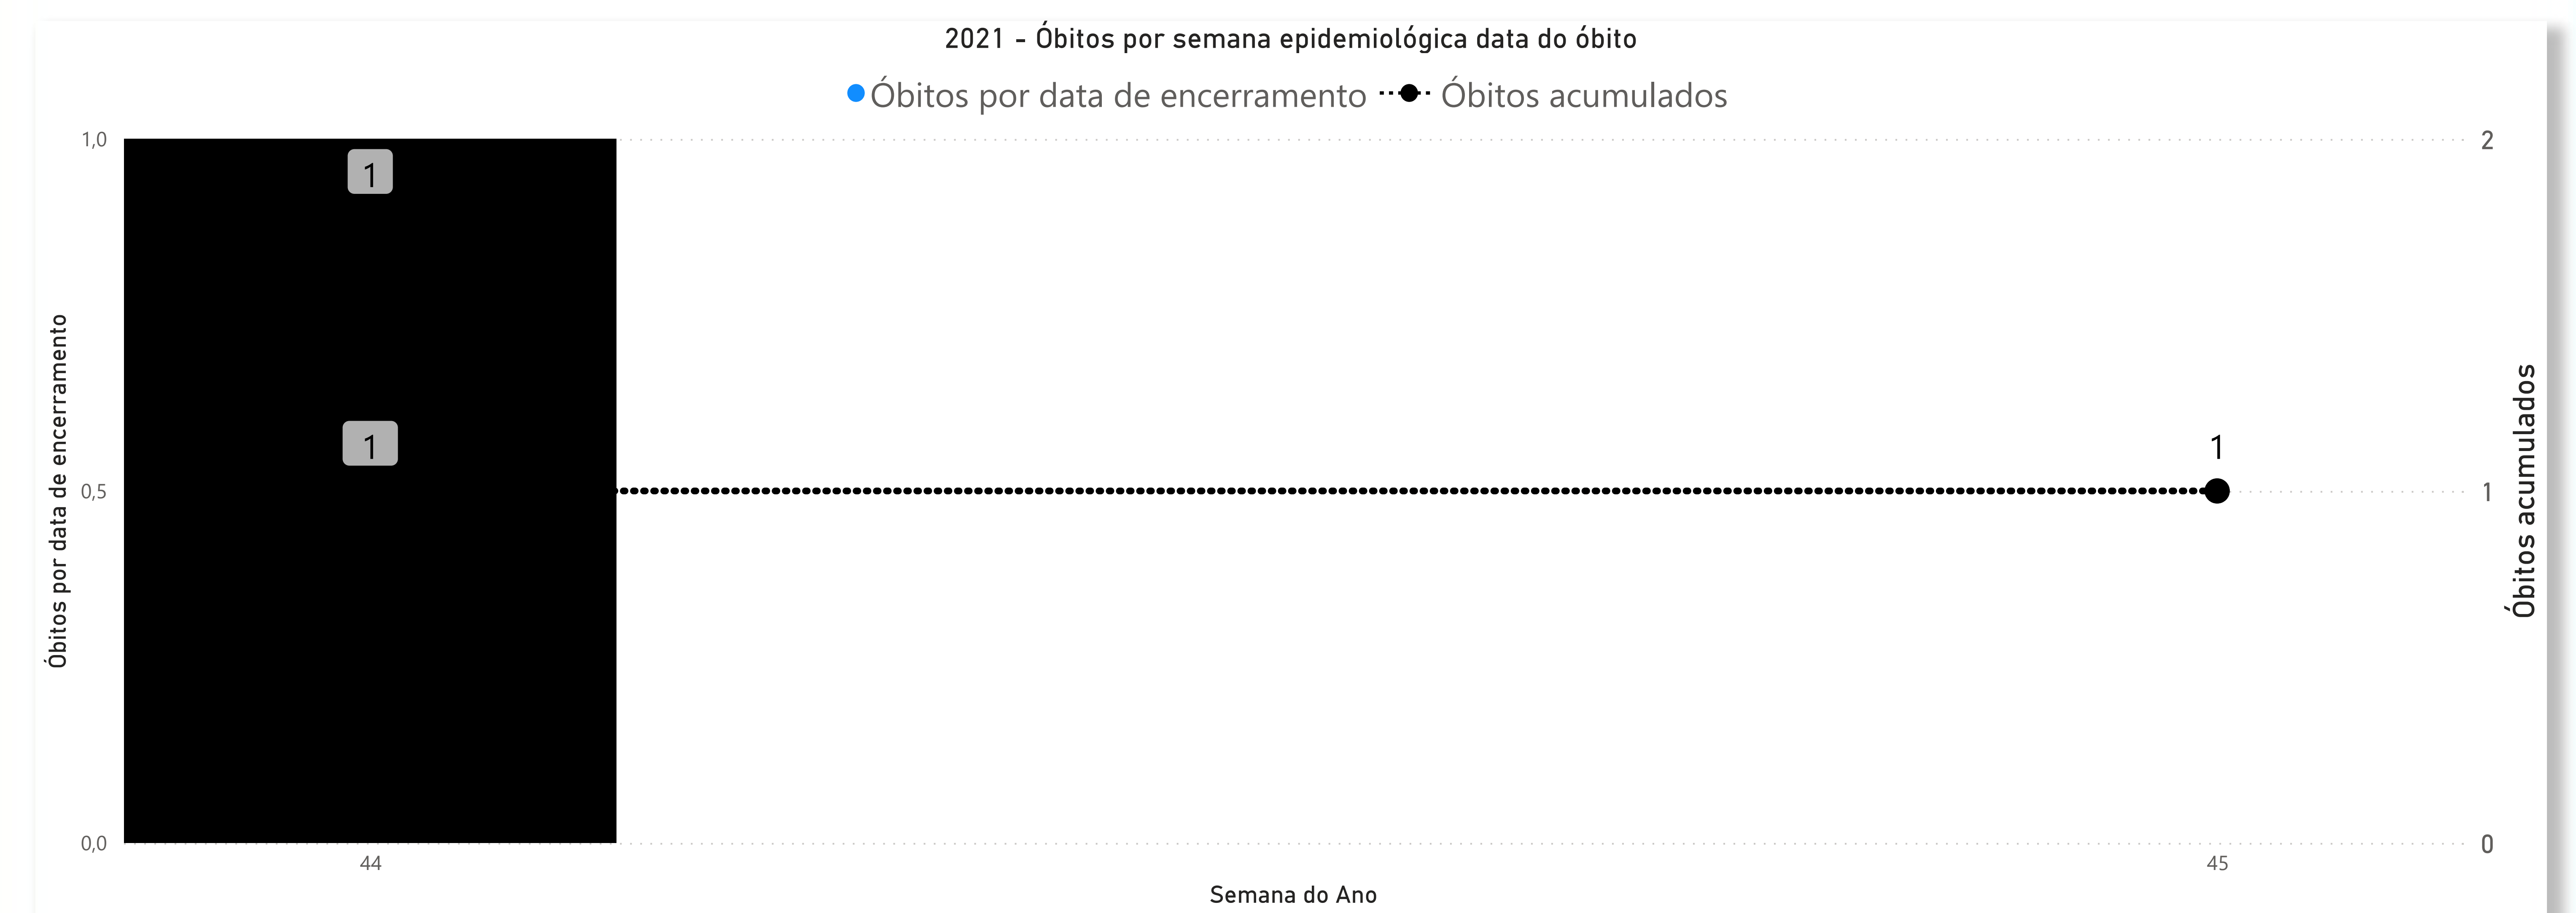 2021 - Óbitos por semana epidemiológica data do óbito
Óbitos por data de encerramento Óbitos acumulados
1,0
0,5
0,0
Óbitos por data de encerramento
1
1
1
2
1
0
Óbitos acumulados
44
45
Semana do Ano